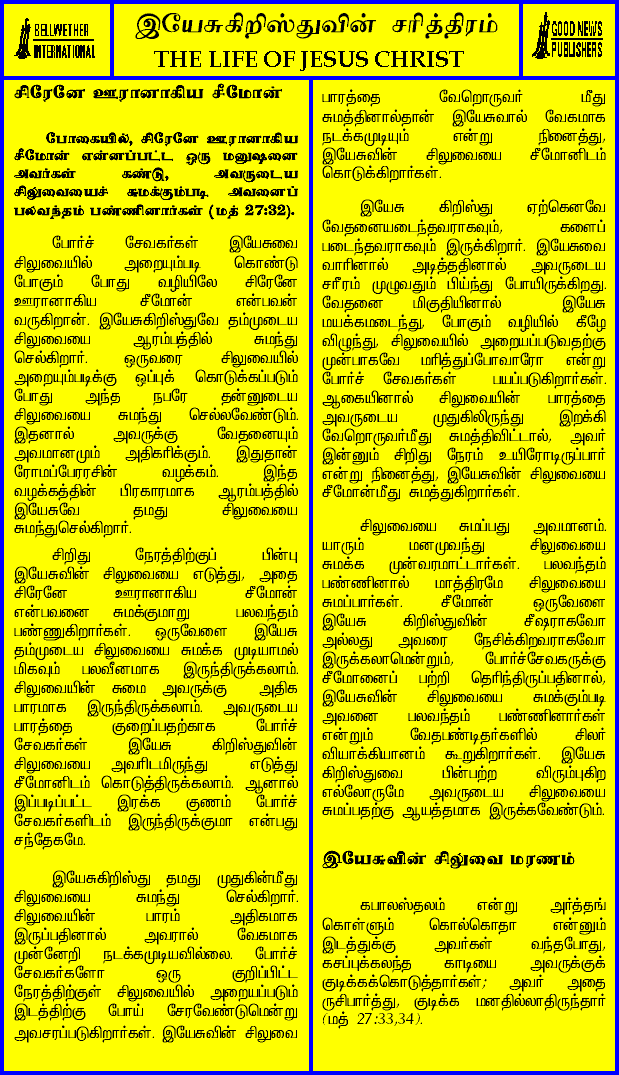 BELLWETHER
INTERNATIONAL
இயேசுகிறிஸ்துவின் சரித்திரம்
THE LIFE OF JESUS CHRIST
GOOD NEWS
PUBLISHERS
சிரேனே ஊரானாகிய சீமோன்
போகையில், சிரேனே ஊரானாகிய
சீமோன் என்னப்பட்ட ஒரு மனுஷனை
அவர்கள் கண்டு, அவருடைய
சிலுவையைச் சுமக்கும்படி அவனைப்
பலவந்தம் பண்ணினார்கள் (மத் 27:32).
போர்ச் சேவகர்கள் இயேசுவை
சிலுவையில் அறையும்படி கொண்டு
போகும் போது வழியிலே சிரேனே
ஊரானாகிய சீமோன் என்பவன்
வருகிறான். இயேசுகிறிஸ்துவே தம்முடைய
சிலுவையை ஆரம்பத்தில் சுமந்து
செல்கிறார். ஒருவரை சிலுவையில்
அறையும்படிக்கு ஒப்புக் கொடுக்கப்படும்
போது அந்த நபரே தன்னுடைய
சிலுவையை சுமந்து செல்லவேண்டும்.
இதனால் அவருக்கு வேதனையும்
அவமானமும் அதிகரிக்கும். இதுதான்
ரோமப்பேரரசின் வழக்கம். இந்த
வழக்கத்தின் பிரகாரமாக ஆரம்பத்தில்
இயேசுவே தமது சிலுவையை
சுமந்துசெல்கிறார்.
சிறிது நேரத்திற்குப் பின்பு
இயேசுவின் சிலுவையை எடுத்து, அதை
சிரேனே ஊரானாகிய சீமோன்
என்பவனை சுமக்குமாறு பலவந்தம்
பண்ணுகிறார்கள். ஒருவேளை இயேசு
தம்முடைய சிலுவையை சுமக்க முடியாமல்
மிகவும் பலவீனமாக இருந்திருக்கலாம்.
சிலுவையின் சுமை அவருக்கு அதிக
பாரமாக இருந்திருக்கலாம். அவருடைய
பாரத்தை குறைப்பதற்காக போர்ச்
சேவகர்கள் இயேசு கிறிஸ்துவின்
சிலுவையை அவரிடமிருந்து எடுத்து
சீமோனிடம் கொடுத்திருக்கலாம். ஆனால்
இப்படிப்பட்ட இரக்க குணம் போர்ச்
சேவகர்களிடம் இருந்திருக்குமா என்பது
சந்தேகமே.
இயேசுகிறிஸ்து தமது முதுகின்மீது
சிலுவையை சுமந்து செல்கிறார்.
சிலுவையின் பாரம் அதிகமாக
இருப்பதினால் அவரால் வேகமாக
முன்னேறி நடக்கமுடியவில்லை. போர்ச்
சேவகர்களோ ஒரு குறிப்பிட்ட
நேரத்திற்குள் சிலுவையில் அறையப்படும்
இடத்திற்கு போய் சேரவேண்டுமென்று
அவசரப்படுகிறார்கள். இயேசுவின் சிலுவை
பாரத்தை வேறொருவர் மீது
சுமத்தினால்தான் இயேசுவால் வேகமாக
நடக்கமுடியும் என்று நினைத்து,
இயேசுவின் சிலுவையை சீமோனிடம்
கொடுக்கிறார்கள்.
இயேசு கிறிஸ்து ஏற்கெனவே
வேதனையடைந்தவராகவும், களைப்
படைந்தவராகவும் இருக்கிறார். இயேசுவை
வாரினால் அடித்ததினால் அவருடைய
சரீரம் முழுவதும் பிய்ந்து போயிருக்கிறது.
வேதனை மிகுதியினால் இயேசு
மயக்கமடைந்து, போகும் வழியில் கீழே
விழுந்து, சிலுவையில் அறையப்படுவதற்கு
முன்பாகவே மரித்துப்போவாரோ என்று
போர்ச் சேவகர்கள் பயப்படுகிறார்கள்.
ஆகையினால் சிலுவையின் பாரத்தை
அவருடைய முதுகிலிருந்து இறக்கி
வேறொருவர்மீது சுமத்திவிட்டால், அவர்
இன்னும் சிறிது நேரம் உயிரோடிருப்பார்
என்று நினைத்து, இயேசுவின் சிலுவையை
சீமோன்மீது சுமத்துகிறார்கள்.
சிலுவையை சுமப்பது அவமானம்.
யாரும் மனமுவந்து சிலுவையை
சுமக்க முன்வரமாட்டார்கள். பலவந்தம்
பண்ணினால் மாத்திரமே சிலுவையை
சுமப்பார்கள். சீமோன் ஒருவேளை
இயேசு கிறிஸ்துவின் சீஷராகவோ
அல்லது அவரை நேசிக்கிறவராகவோ
இருக்கலாமென்றும், போர்ச்சேவகருக்கு
சீமோனைப் பற்றி தெரிந்திருப்பதினால்,
இயேசுவின் சிலுவையை சுமக்கும்படி
அவனை பலவந்தம் பண்ணினார்கள்
என்றும் வேதபண்டிதர்களில் சிலர்
வியாக்கியானம் கூறுகிறார்கள். இயேசு
கிறிஸ்துவை பின்பற்ற விரும்புகிற
எல்லோருமே அவருடைய சிலுவையை
சுமப்பதற்கு ஆயத்தமாக இருக்கவேண்டும்.
இயேசுவின் சிலுவை மரணம்
கபாலஸ்தலம் என்று அர்த்தங்
கொள்ளும் கொல்கொதா என்னும்
இடத்துக்கு அவர்கள் வந்தபோது,
கசப்புக்கலந்த காடியை அவருக்குக்
குடிக்கக்கொடுத்தார்கள்; அவர் அதை
ருசிபார்த்து, குடிக்க மனதில்லாதிருந்தார்
(மத் 27:33,34).